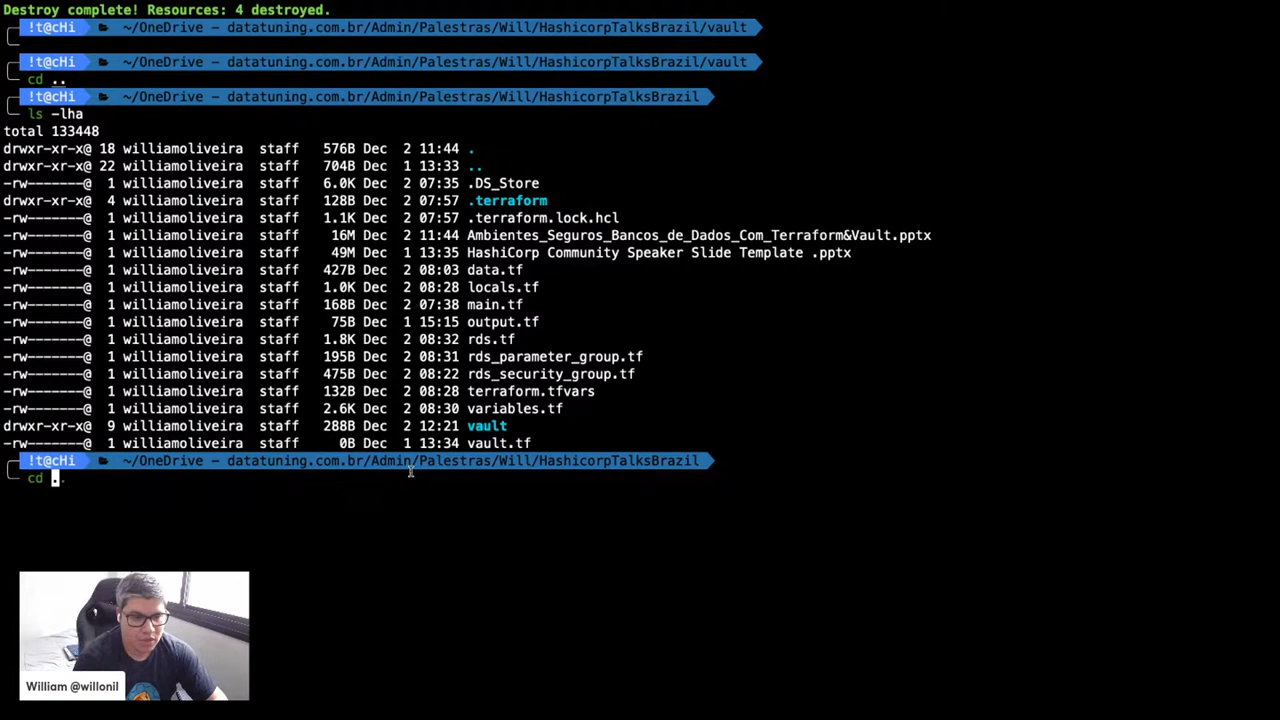 Destroy complete! Resources: 4 destroyed.
!t@cHi ~/OneDrive - datatuning.com.br/Admin/Palestras/Will/HashicorpTalksBrazil/vault
!t@cHi ~/OneDrive - datatuning.com.br/Admin/Palestras/Will/HashicorpTalksBrazil/vault
cd ..
!t@cHi ~/OneDrive - datatuning.com.br/Admin/Palestras/Will/HashicorpTalksBrazil
ls -lha
total 133448
drwxr-xr-x@ 18 williamoliveira staff 576B Dec 2 11:44 .
drwxr-xr-x@ 22 williamoliveira staff 704B Dec 1 13:33 ..
-rw-------@ 1 williamoliveira staff 6.0K Dec 2 07:35 .DS_Store
drwxr-xr-x@ 4 williamoliveira staff 128B Dec 2 07:57 .terraform
-rw-------@ 1 williamoliveira staff 1.1K Dec 2 07:57 .terraform.lock.hcl
-rw-------@ 1 williamoliveira staff 16M Dec 2 11:44 Ambientes_Seguros_Bancos_de_Dados_Com_Terraform&Vault.pptx
-rw-------@ 1 williamoliveira staff 49M Dec 1 13:35 HashiCorp Community Speaker Slide Template .pptx
-rw-------@ 1 williamoliveira staff 427B Dec 2 08:03 data.tf
-rw-------@ 1 williamoliveira staff 1.0K Dec 2 08:28 locals.tf
-rw-------@ 1 williamoliveira staff 168B Dec 2 07:38 main.tf
-rw-------@ 1 williamoliveira staff 75B Dec 1 15:15 output.tf
-rw-------@ 1 williamoliveira staff 1.8K Dec 2 08:32 rds.tf
-rw-------@ 1 williamoliveira staff 195B Dec 2 08:31 rds_parameter_group.tf
-rw-------@ 1 williamoliveira staff 475B Dec 2 08:22 rds_security_group.tf
-rw-------@ 1 williamoliveira staff 132B Dec 2 08:28 terraform.tfvars
-rw-------@ 1 williamoliveira staff 2.6K Dec 2 08:30 variables.tf
drwxr-xr-x@ 9 williamoliveira staff 288B Dec 2 12:21 vault
-rw-------@ 1 williamoliveira staff 0B Dec 1 13:34 vault.tf
!t@cHi ~/OneDrive - datatuning.com.br/Admin/Palestras/Will/HashicorpTalksBrazil
cd ..
William @willonil